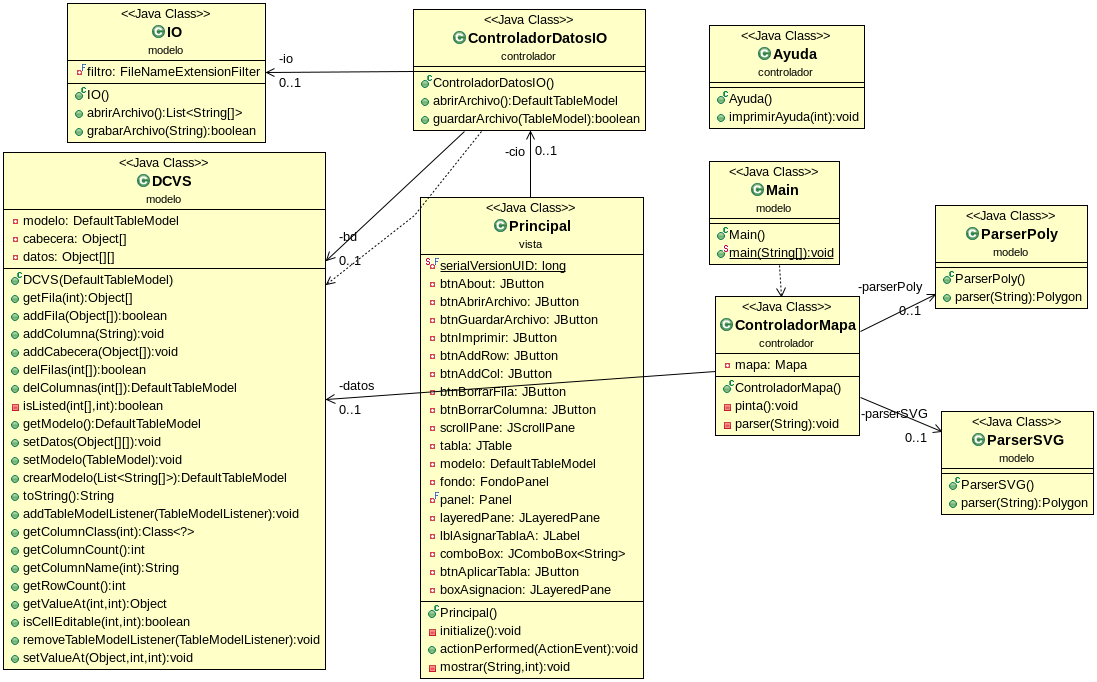 <<Java Class>>
IO
modelo
filtro: FileNameExtensionFilter
IO()
abrirArchivo():List<String[]>
grabarArchivo(String):boolean
-io
0..1
<<Java Class>>
ControladorDatosIO
controlador
ControladorDatosIO()
abrirArchivo():DefaultTableModel
guardarArchivo(TableModel):boolean
<<Java Class>>
Ayuda
controlador
Ayuda()
imprimirAyuda(int):void
<<Java Class>>
DCVS
modelo
modelo: DefaultTableModel
cabecera: Object[]
datos: Object[][]
DCVS(DefaultTableModel)
getFila(int):Object[]
addFila(Object[]):boolean
addColumna(String):void
addCabecera(Object[]):void
delFilas(int[]):boolean
delColumnas(int[]):DefaultTableModel
isListed(int[],int):boolean
getModelo():DefaultTableModel
setDatos(Object[][]):void
setModelo(TableModel):void
crearModelo(List<String[]>):DefaultTableModel
toString():String
addTableModelListener(TableModelListener):void
getColumnClass(int):Class<?>
getColumnCount():int
getColumnName(int):String
getRowCount():int
getValueAt(int,int):Object
isCellEditable(int,int):boolean
removeTableModelListener(TableModelListener):void
setValueAt(Object,int,int):void
-bd
0..1
-datos
0..1
-cio
0..1
<<Java Class>>
Principal
vista
serialVersionUID: long
btnAbout: JButton
btnAbrirArchivo: JButton
btnGuardarArchivo: JButton
btnImprimir: JButton
btnAddRow: JButton
btnAddCol: JButton
btnBorrarFila: JButton
btnBorrarColumna: JButton
scrollPane: JScrollPane
tabla: JTable
modelo: DefaultTableModel
fondo: FondoPanel
panel: Panel
layeredPane: JLayeredPane
lblAsignarTablaA: JLabel
comboBox: JComboBox<String>
btnAplicarTabla: JButton
boxAsignacion: JLayeredPane
Principal()
initialize():void
actionPerformed(ActionEvent):void
mostrar(String,int):void
<<Java Class>>
Main
modelo
Main()
main(String[]):void
<<Java Class>>
ControladorMapa
controlador
mapa: Mapa
ControladorMapa()
pinta():void
parser(String):void
-parserPoly
0..1
<<Java Class>>
ParserPoly
modelo
ParserPoly()
parser(String):Polygon
-parserSVG
0..1
<<Java Class>>
ParserSVG
modelo
ParserSVG()
parser(String):Polygon